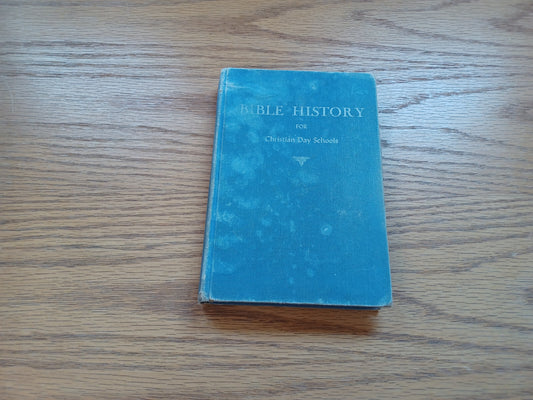 BIBLE HISTORY
FOR
Christian Day Schools